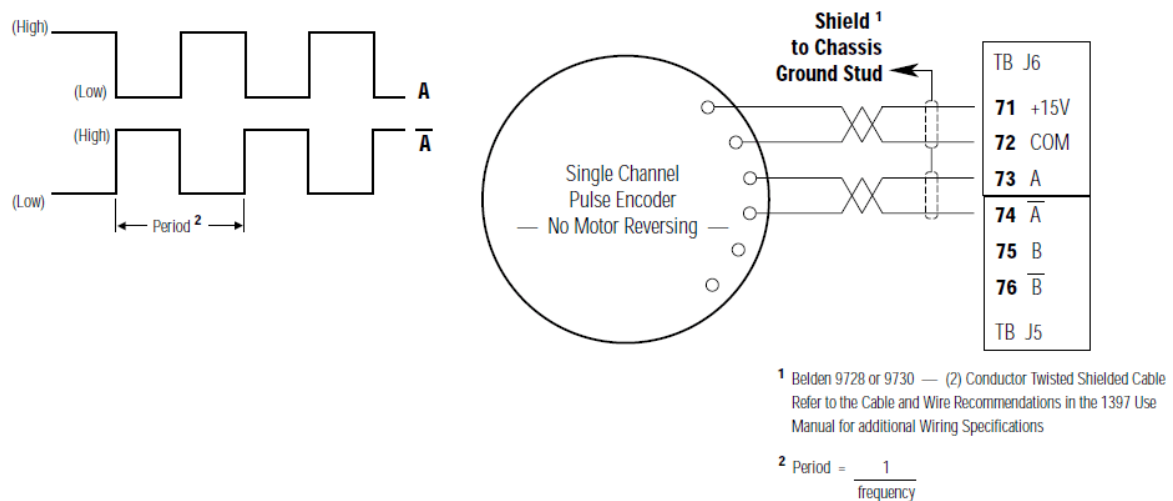 (High)
(Low)
A
(High)
A
(Low)
Period 2
Shield 1
to Chassis
Ground Stud
Single Channel
Pulse Encoder
— No Motor Reversing —
TB J6
71 +15V
72 COM
73 A
74 A
75 B
76 B
TB J5
1 Belden 9728 or 9730 — (2) Conductor Twisted Shielded Cable
Refer to the Cable and Wire Recommendations in the 1397 Use
Manual for additional Wiring Specifications
2 Period = 1
frequency